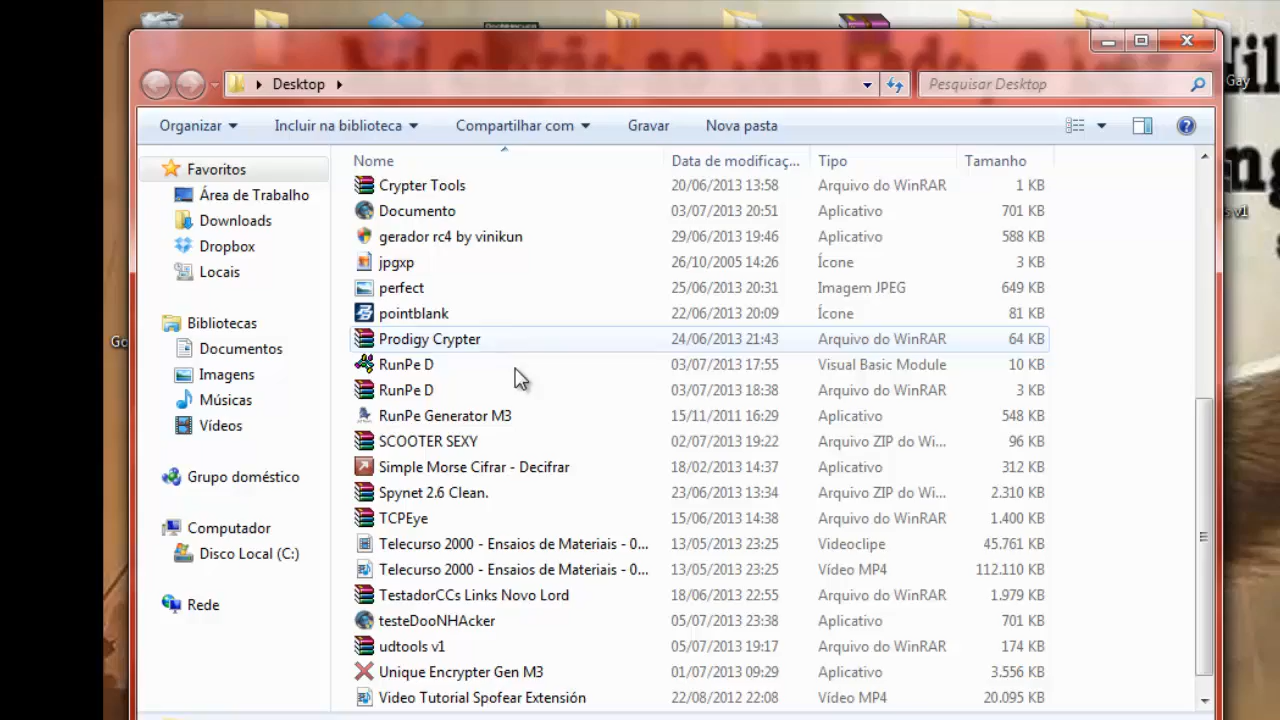 ao seu lado, e
Gay
Desktop
Pesquisar Desktop
Organizar
Incluir na biblioteca
Compartilhar com
Gravar
Nova pasta
Nome Data de modificaç... Tipo Tamanho
Favoritos
Área de Trabalho
Downloads
Dropbox
Locais
Bibliotecas
Documentos
Imagens
Músicas
Vídeos
Grupo doméstico
Computador
Disco Local (C:)
Rede
Crypter Tools 20/06/2013 13:58 Arquivo do WinRAR 1 KB
Documento 03/07/2013 20:51 Aplicativo 701 KB
gerador rc4 by vinikun 29/06/2013 19:46 Aplicativo 588 KB
jpgxp 26/10/2005 14:26 Ícone 3 KB
perfect 25/06/2013 20:31 Imagem JPEG 649 KB
pointblank 22/06/2013 20:09 Ícone 81 KB
Prodigy Crypter 24/06/2013 21:43 Arquivo do WinRAR 64 KB
RunPe D 03/07/2013 17:55 Visual Basic Module 10 KB
RunPe D 03/07/2013 18:38 Arquivo do WinRAR 3 KB
RunPe Generator M3 15/11/2011 16:29 Aplicativo 548 KB
SCOOTER SEXY 02/07/2013 19:22 Arquivo ZIP do Wi... 96 KB
Simple Morse Cifrar - Decifrar 18/02/2013 14:37 Aplicativo 312 KB
Spynet 2.6 Clean. 23/06/2013 13:34 Arquivo ZIP do Wi... 2.310 KB
TCPEye 15/06/2013 14:38 Arquivo do WinRAR 1.400 KB
Telecurso 2000 - Ensaios de Materiais - 0... 13/05/2013 23:25 Videoclipe 45.761 KB
Telecurso 2000 - Ensaios de Materiais - 0... 13/05/2013 23:25 Vídeo MP4 112.110 KB
TestadorCCs Links Novo Lord 18/06/2013 22:55 Arquivo do WinRAR 1.979 KB
testeDooNHAcker 05/07/2013 23:38 Aplicativo 701 KB
udtools v1 05/07/2013 19:17 Arquivo do WinRAR 174 KB
Unique Encrypter Gen M3 01/07/2013 09:29 Aplicativo 3.556 KB
Video Tutorial Spofear Extensión 22/08/2012 22:08 Vídeo MP4 20.095 KB